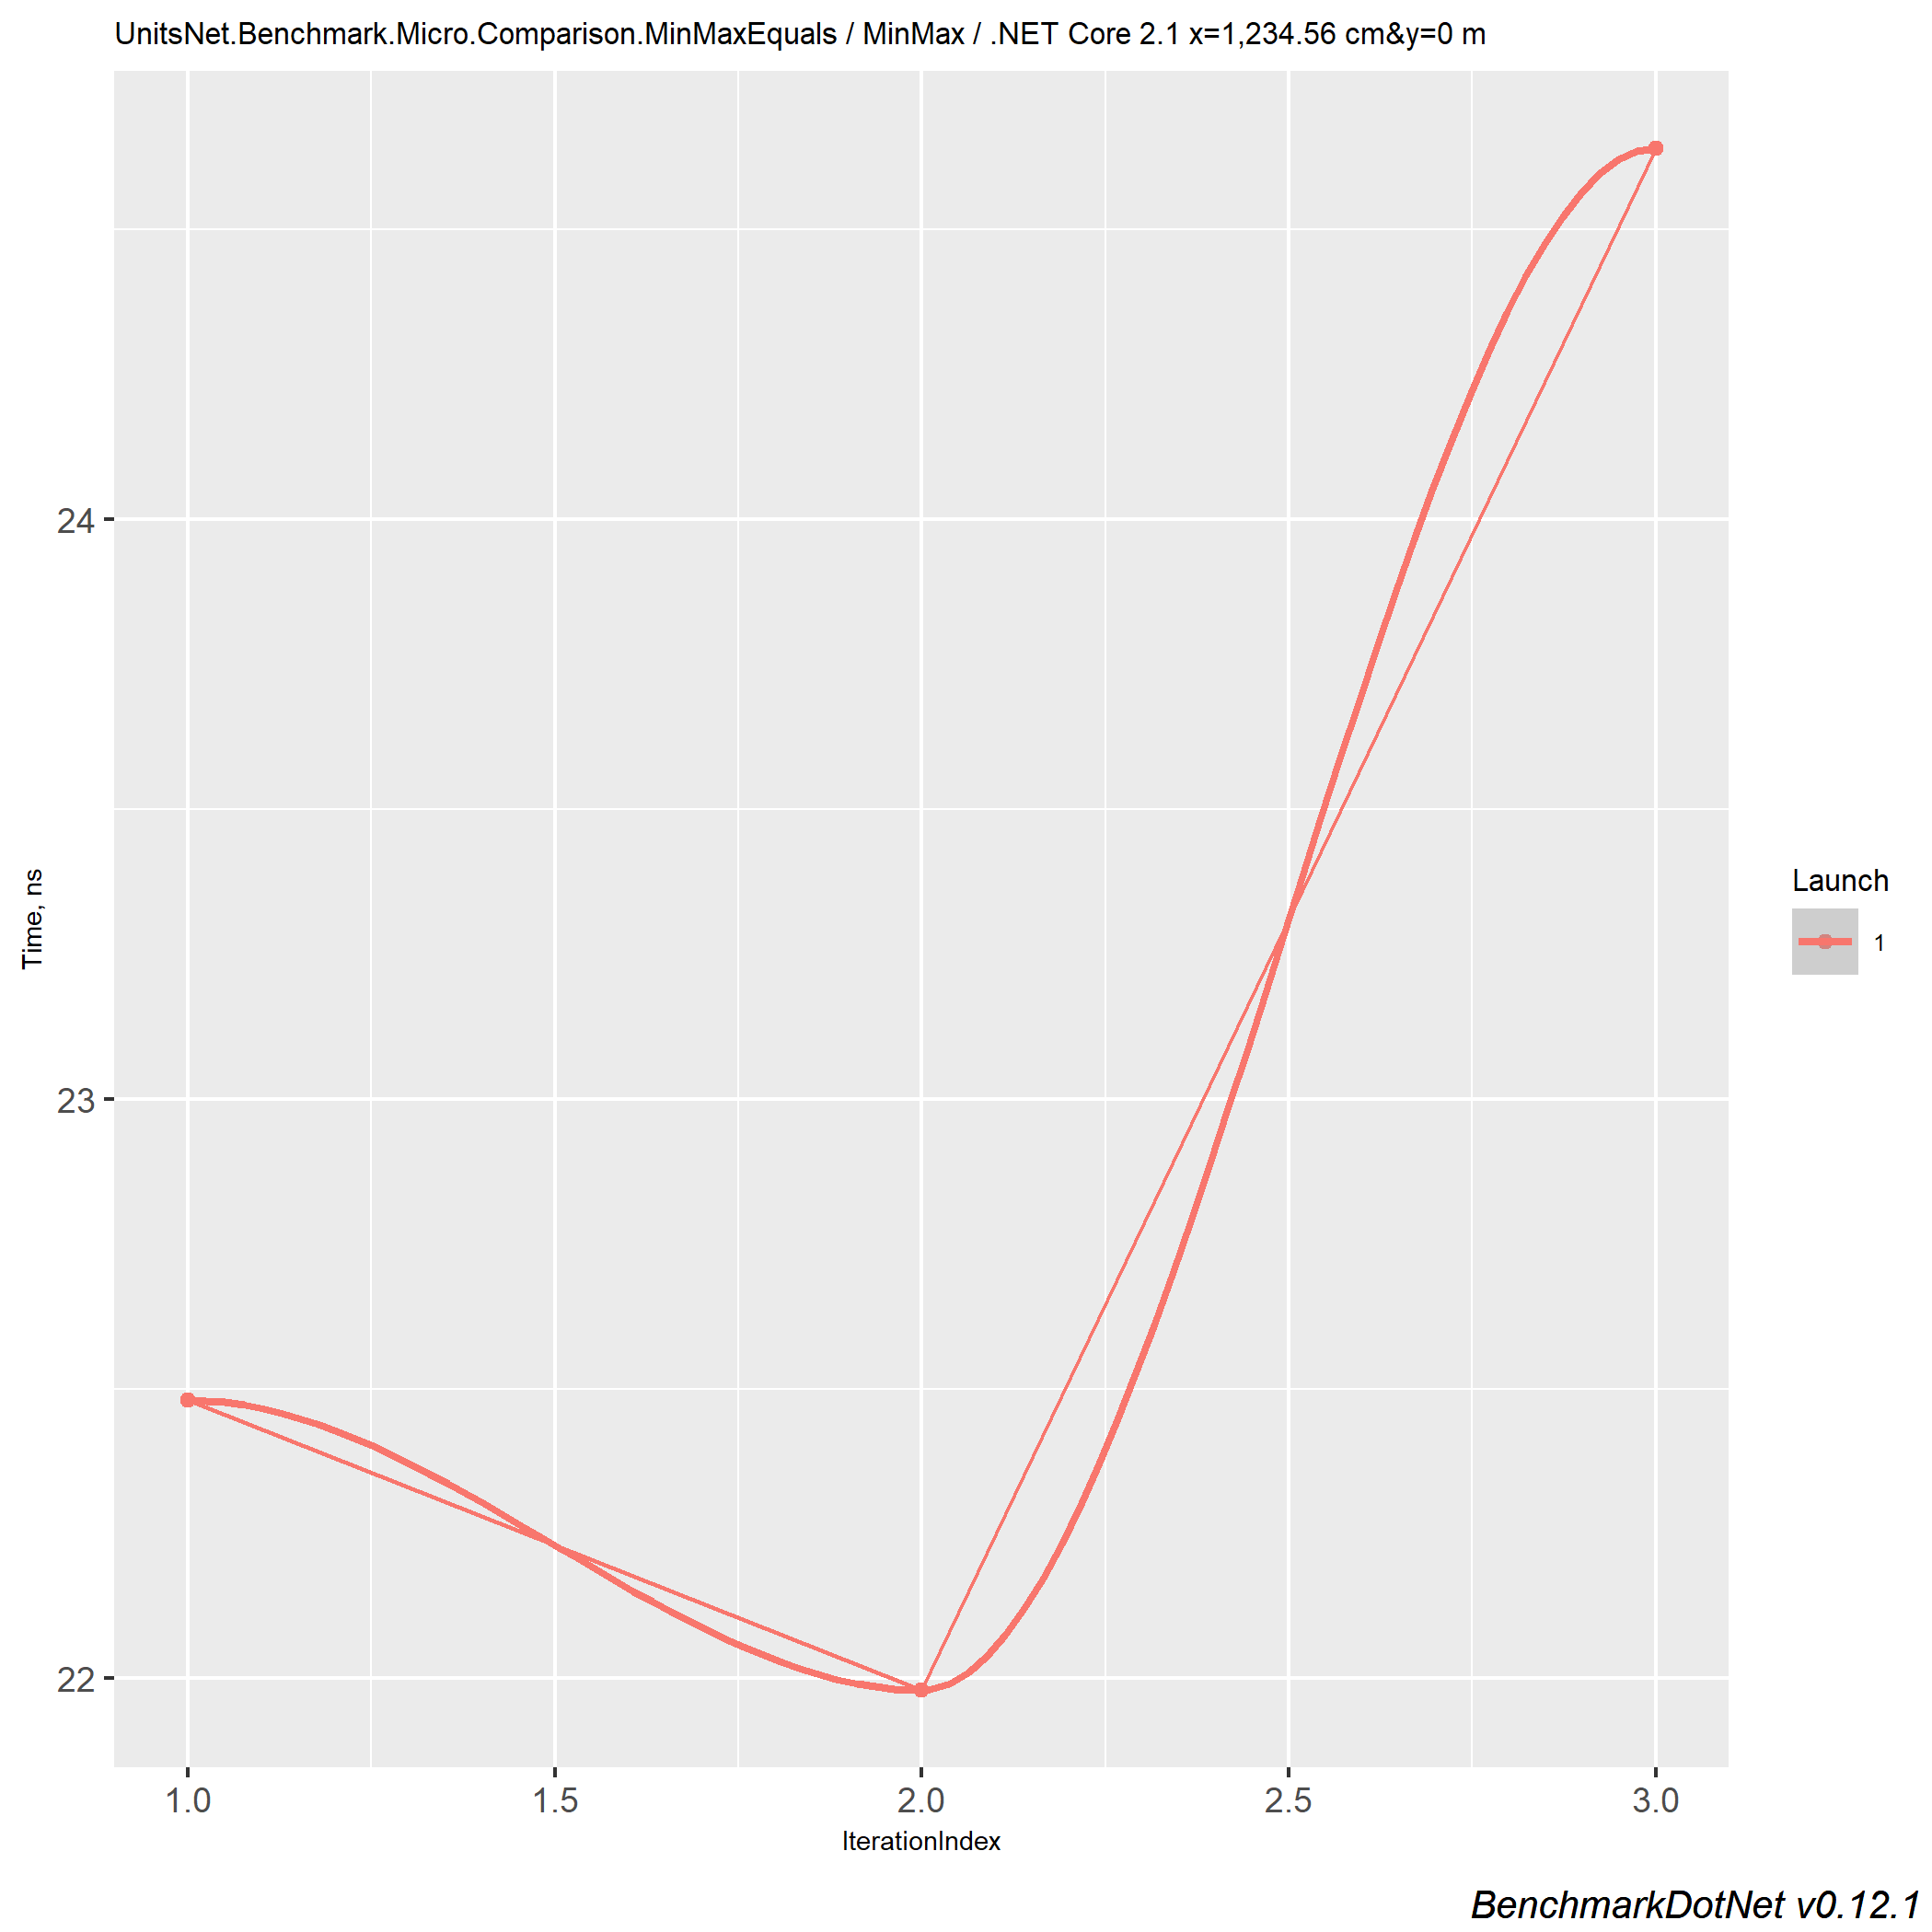 UnitsNet.Benchmark.Micro.Comparison.MinMaxEquals / MinMax / .NET Core 2.1 x=1,234.56 cm&y=0 m
Time, ns
24
23
22
1.0 1.5 2.0 2.5 3.0
IterationIndex
Launch
1
BenchmarkDotNet v0.12.1